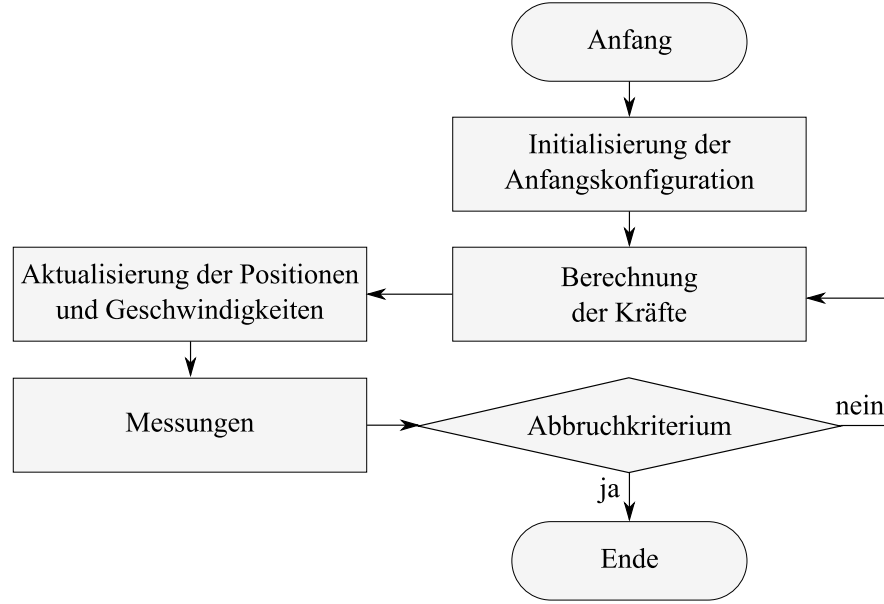 Anfang
Initialisierung der
Anfangskonfiguration
Berechnung
der Kräfte
Aktualisierung der Positionen
und Geschwindigkeiten
Messungen
Abbruchkriterium
nein
ja
Ende